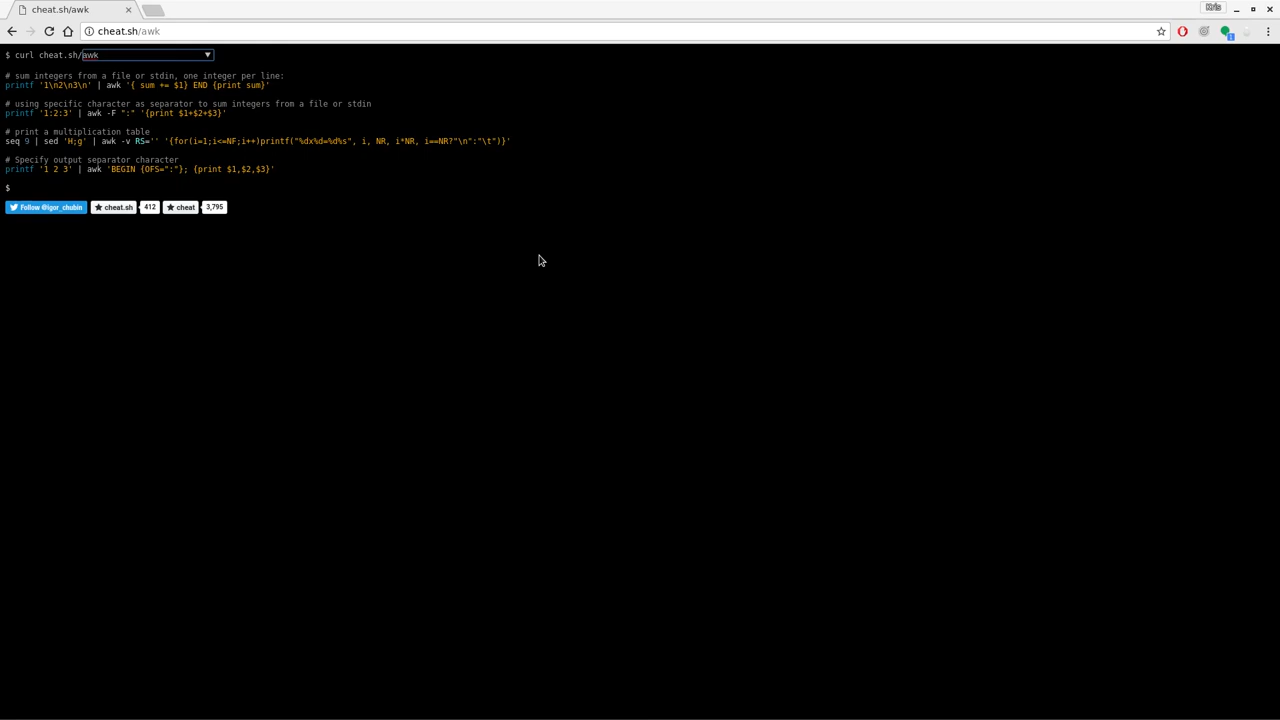 cheat.sh/awk
Kris
cheat.sh/awk
1
$ curl cheat.sh/awk
# sum integers from a file or stdin, one integer per line:
printf '1\n2\n3\n' | awk '{ sum += $1} END {print sum}'
# using specific character as separator to sum integers from a file or stdin
printf '1:2:3' | awk -F ":" '{print $1+$2+$3}'
# print a multiplication table
seq 9 | sed 'H;g' | awk -v RS='' '{for(i=1;i<=NF;i++)printf("%dx%d=%d%s", i, NR, i*NR, i==NR?"\n":"\t")}'
# Specify output separator character
printf '1 2 3' | awk 'BEGIN {OFS=":"}; {print $1,$2,$3}'
$
Follow @igor_chubin cheat.sh 412 cheat 3,795